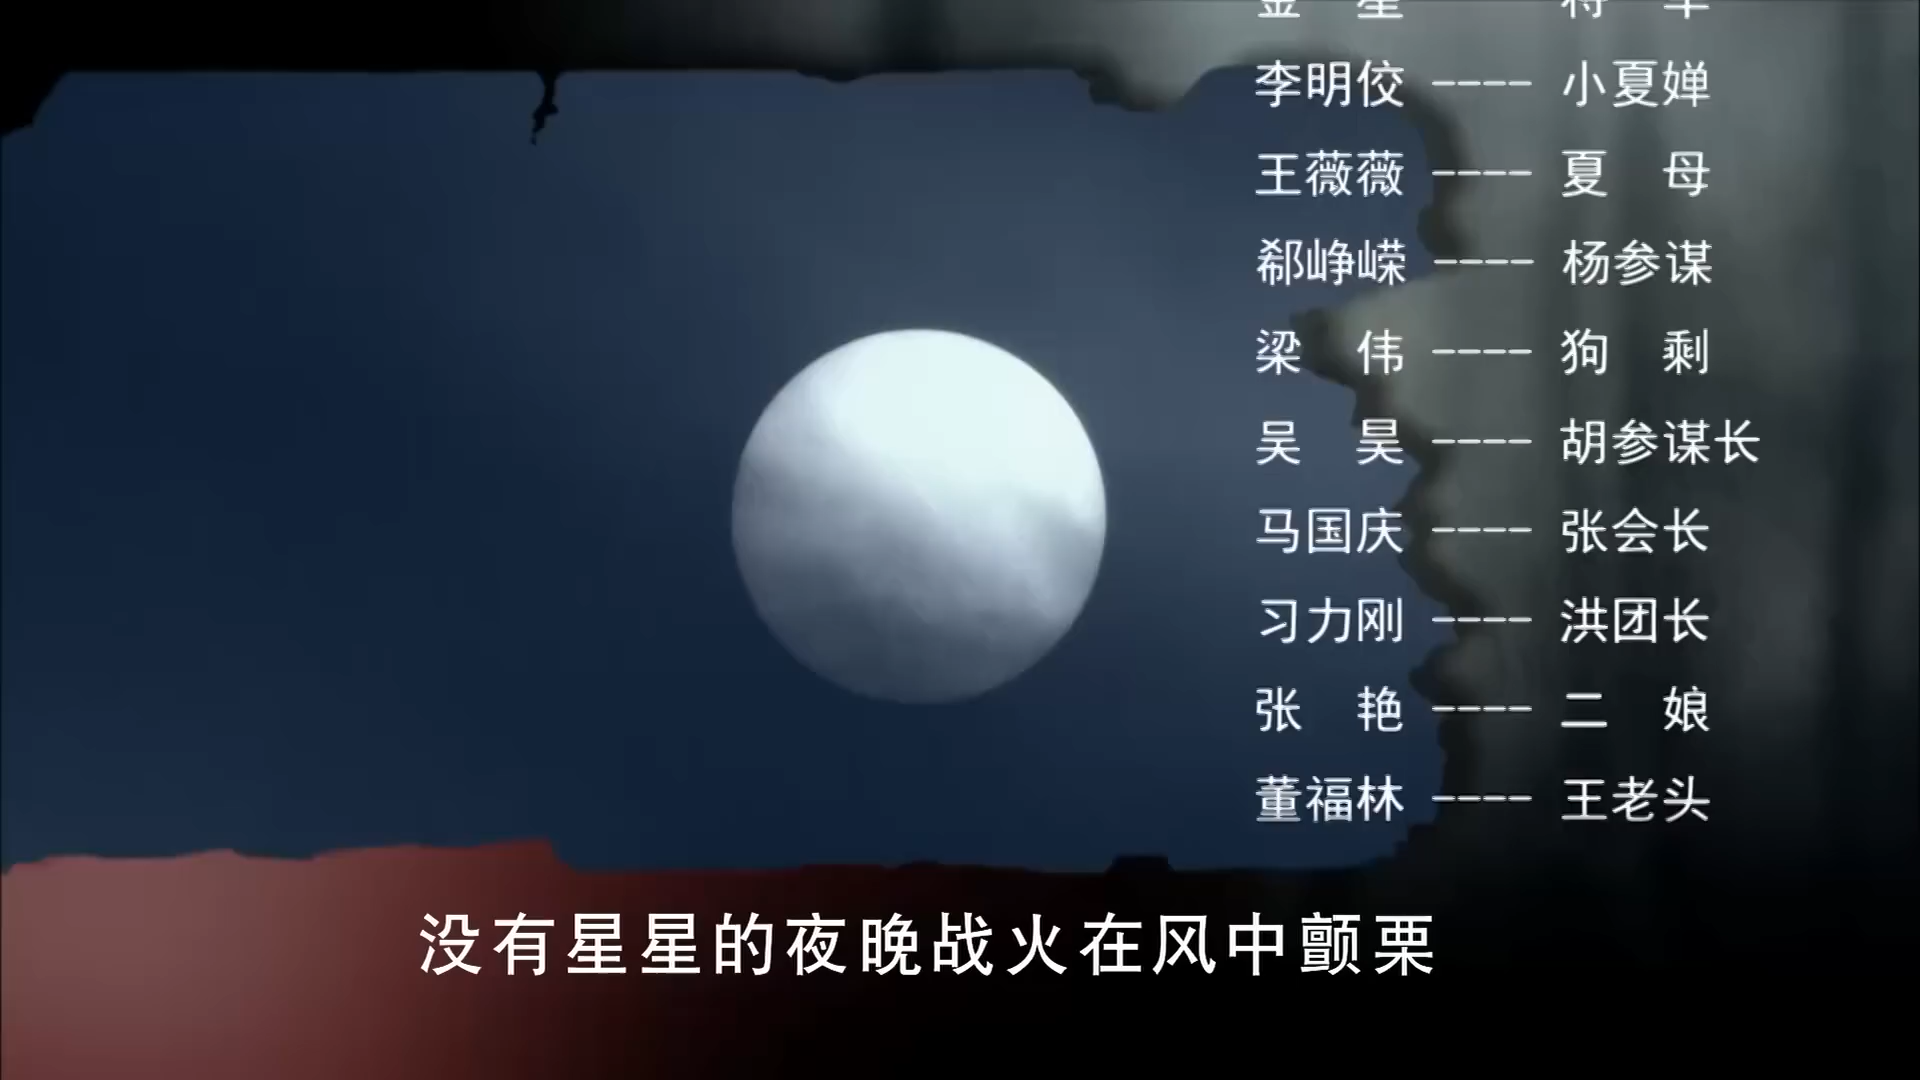 李明佼 ---- 小夏婵
王薇薇 ---- 夏　母
郗峥嵘 ---- 杨参谋
梁　伟 ---- 狗　剩
吴　昊 ---- 胡参谋长
马国庆 ---- 张会长
习力刚 ---- 洪团长
张　艳 ---- 二　娘
董福林 ---- 王老头
没有星星的夜晚战火在风中颤栗